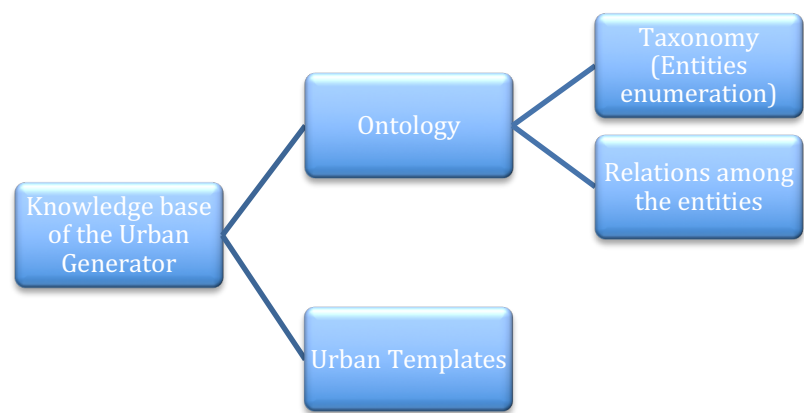 Taxonomy
(Entities
enumeration)
Ontology
Relations among
the entities
Knowledge base
of the Urban
Generator
Urban Templates